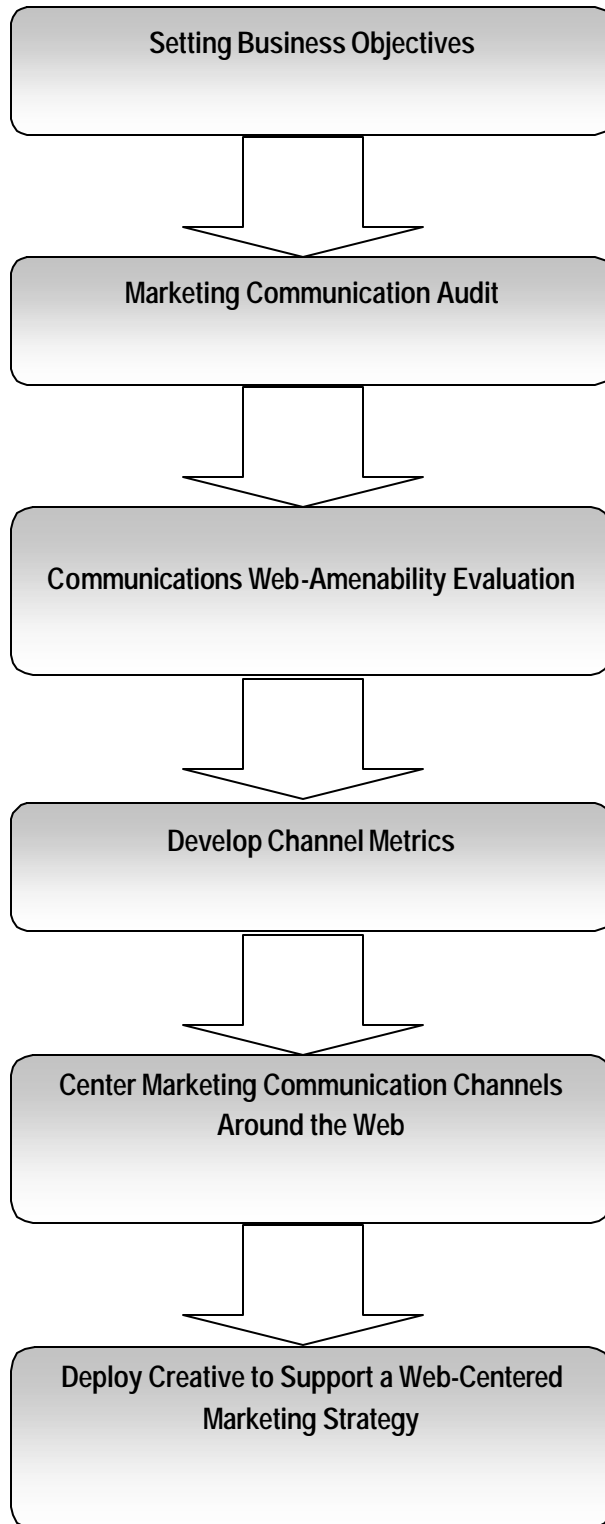 Setting Business Objectives
Marketing Communication Audit
Communications Web-Amenability Evaluation
Develop Channel Metrics
Center Marketing Communication Channels
Around the Web
Deploy Creative to Support a Web-Centered
Marketing Strategy